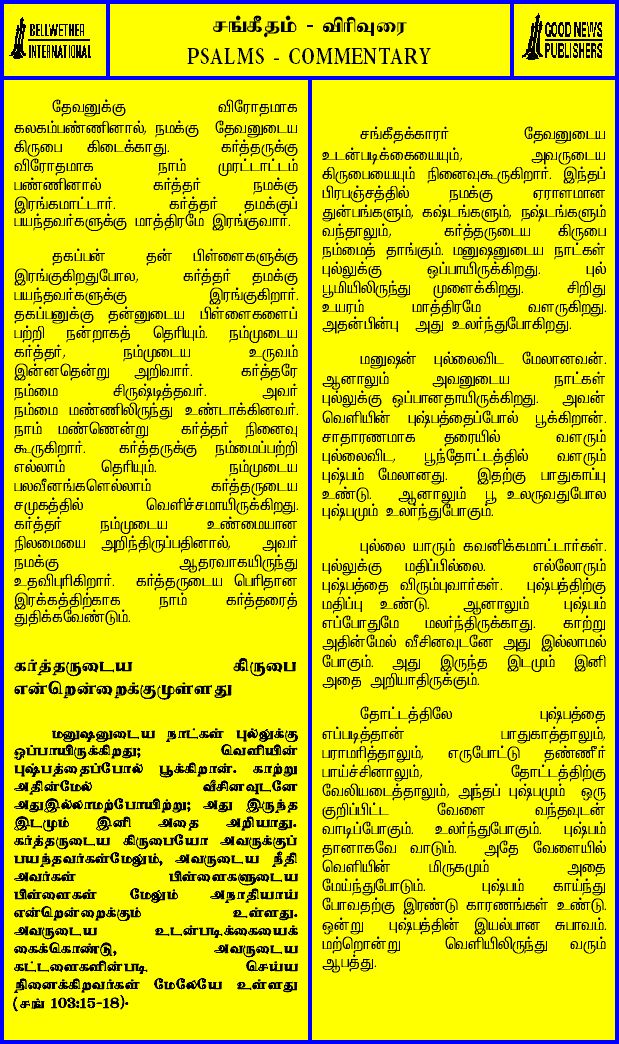 BELLWETHER
INTERNATIONAL
சங்கீதம் - விரிவுரை
PSALMS - COMMENTARY
GOOD NEWS
PUBLISHERS
தேவனுக்கு விரோதமாக
கலகம்பண்ணினால், நமக்கு தேவனுடைய
கிருபை கிடைக்காது. கர்த்தருக்கு
விரோதமாக நாம் முரட்டாட்டம்
பண்ணினால் கர்த்தர் நமக்கு
இரங்கமாட்டார். கர்த்தர் தமக்குப்
பயந்தவர்களுக்கு மாத்திரமே இரங்குவார்.
தகப்பன் தன் பிள்ளைகளுக்கு
இரங்குகிறதுபோல, கர்த்தர் தமக்கு
பயந்தவர்களுக்கு இரங்குகிறார்.
தகப்பனுக்கு தன்னுடைய பிள்ளைகளைப்
பற்றி நன்றாகத் தெரியும். நம்முடைய
கர்த்தர், நம்முடைய உருவம்
இன்னதென்று அறிவார். கர்த்தரே
நம்மை சிருஷ்டித்தவர். அவர்
நம்மை மண்ணிலிருந்து உண்டாக்கினவர்.
நாம் மண்ணென்று கர்த்தர் நினைவு
கூருகிறார். கர்த்தருக்கு நம்மைப்பற்றி
எல்லாம் தெரியும். நம்முடைய
பலவீனங்களெல்லாம் கர்த்தருடைய
சமுகத்தில் வெளிச்சமாயிருக்கிறது.
கர்த்தர் நம்முடைய உண்மையான
நிலமையை அறிந்திருப்பதினால், அவர்
நமக்கு ஆதரவாகயிருந்து
உதவிபுரிகிறார். கர்த்தருடைய பெரிதான
இரக்கத்திற்காக நாம் கர்த்தரைத்
துதிக்கவேண்டும்.
கர்த்தருடைய கிருபை
என்றென்றைக்குமுள்ளது
மனுஷனுடைய நாட்கள் புல்லுக்கு
ஒப்பாயிருக்கிறது; வெளியின்
புஷ்பத்தைப்போல் பூக்கிறான். காற்று
அதின்மேல் வீசினவுடனே
அதுஇல்லாமற்போயிற்று; அது இருந்த
இடமும் இனி அதை அறியாது.
கர்த்தருடைய கிருபையோ அவருக்குப்
பயந்தவர்கள்மேலும், அவருடைய நீதி
அவர்கள் பிள்ளைகளுடைய
பிள்ளைகள் மேலும் அநாதியாய்
என்றென்றைக்கும் உள்ளது.
அவருடைய உடன்படிக்கையைக்
கைக்கொண்டு, அவருடைய
கட்டளைகளின்படி செய்ய
நினைக்கிறவர்கள் மேலேயே உள்ளது
(சங் 103:15-18).
சங்கீதக்காரர் தேவனுடைய
உடன்படிக்கையையும், அவருடைய
கிருபையையும் நினைவுகூருகிறார். இந்தப்
பிரபஞ்சத்தில் நமக்கு ஏராளமான
துன்பங்களும், கஷ்டங்களும், நஷ்டங்களும்
வந்தாலும், கர்த்தருடைய கிருபை
நம்மைத் தாங்கும். மனுஷனுடைய நாட்கள்
புல்லுக்கு ஒப்பாயிருக்கிறது. புல்
பூமியிலிருந்து முளைக்கிறது. சிறிது
உயரம் மாத்திரமே வளருகிறது.
அதன்பின்பு அது உலர்ந்துபோகிறது.
மனுஷன் புல்லைவிட மேலானவன்.
ஆனாலும் அவனுடைய நாட்கள்
புல்லுக்கு ஒப்பானதாயிருக்கிறது. அவன்
வெளியின் புஷ்பத்தைப்போல் பூக்கிறான்.
சாதாரணமாக தரையில் வளரும்
புல்லைவிட, பூந்தோட்டத்தில் வளரும்
புஷ்பம் மேலானது. இதற்கு பாதுகாப்பு
உண்டு. ஆனாலும் பூ உலருவதுபோல
புஷ்பமும் உலர்ந்துபோகும்.
புல்லை யாரும் கவனிக்கமாட்டார்கள்.
புல்லுக்கு மதிப்பில்லை. எல்லோரும்
புஷ்பத்தை விரும்புவார்கள். புஷ்பத்திற்கு
மதிப்பு உண்டு. ஆனாலும் புஷ்பம்
எப்போதுமே மலர்ந்திருக்காது. காற்று
அதின்மேல் வீசினவுடனே அது இல்லாமல்
போகும். அது இருந்த இடமும் இனி
அதை அறியாதிருக்கும்.
தோட்டத்திலே புஷ்பத்தை
எப்படித்தான் பாதுகாத்தாலும்,
பராமரித்தாலும், எருபோட்டு தண்ணீர்
பாய்ச்சினாலும், தோட்டத்திற்கு
வேலியடைத்தாலும், அந்தப் புஷ்பமும் ஒரு
குறிப்பிட்ட வேளை வந்தவுடன்
வாடிப்போகும். உலர்ந்துபோகும். புஷ்பம்
தானாகவே வாடும். அதே வேளையில்
வெளியின் மிருகமும் அதை
மேய்ந்துபோடும். புஷ்பம் காய்ந்து
போவதற்கு இரண்டு காரணங்கள் உண்டு.
ஒன்று புஷ்பத்தின் இயல்பான சுபாவம்.
மற்றொன்று வெளியிலிருந்து வரும்
ஆபத்து.